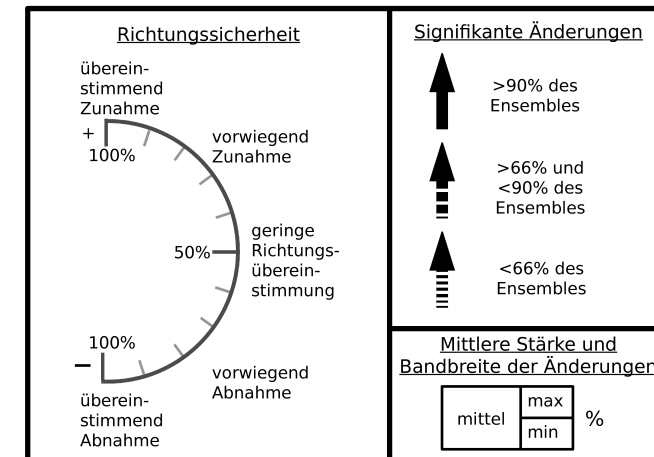 Richtungssicherheit
überein-
stimmend
Zunahme
+
100%
vorwiegend
Zunahme
50%
geringe
Richtungs-
überein-
stimmung
100%
−
vorwiegend
Abnahme
überein-
stimmend
Abnahme
Signifikante Änderungen
>90% des
Ensembles
>66% und
<90% des
Ensembles
<66% des
Ensembles
Mittlere Stärke und
Bandbreite der Änderungen
mittel
max
min
%